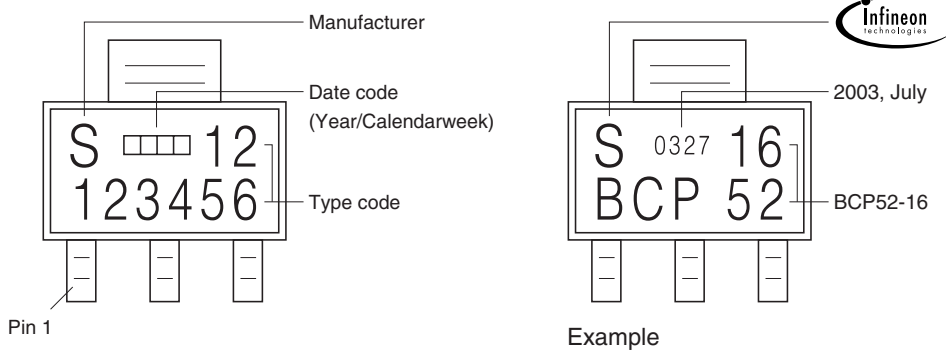 Manufacturer
Date code
(Year/Calendarweek)
S 12
123456
Type code
Pin 1
Infineon
technologies
2003, July
S 0327 16
BCP 52
BCP52-16
Example